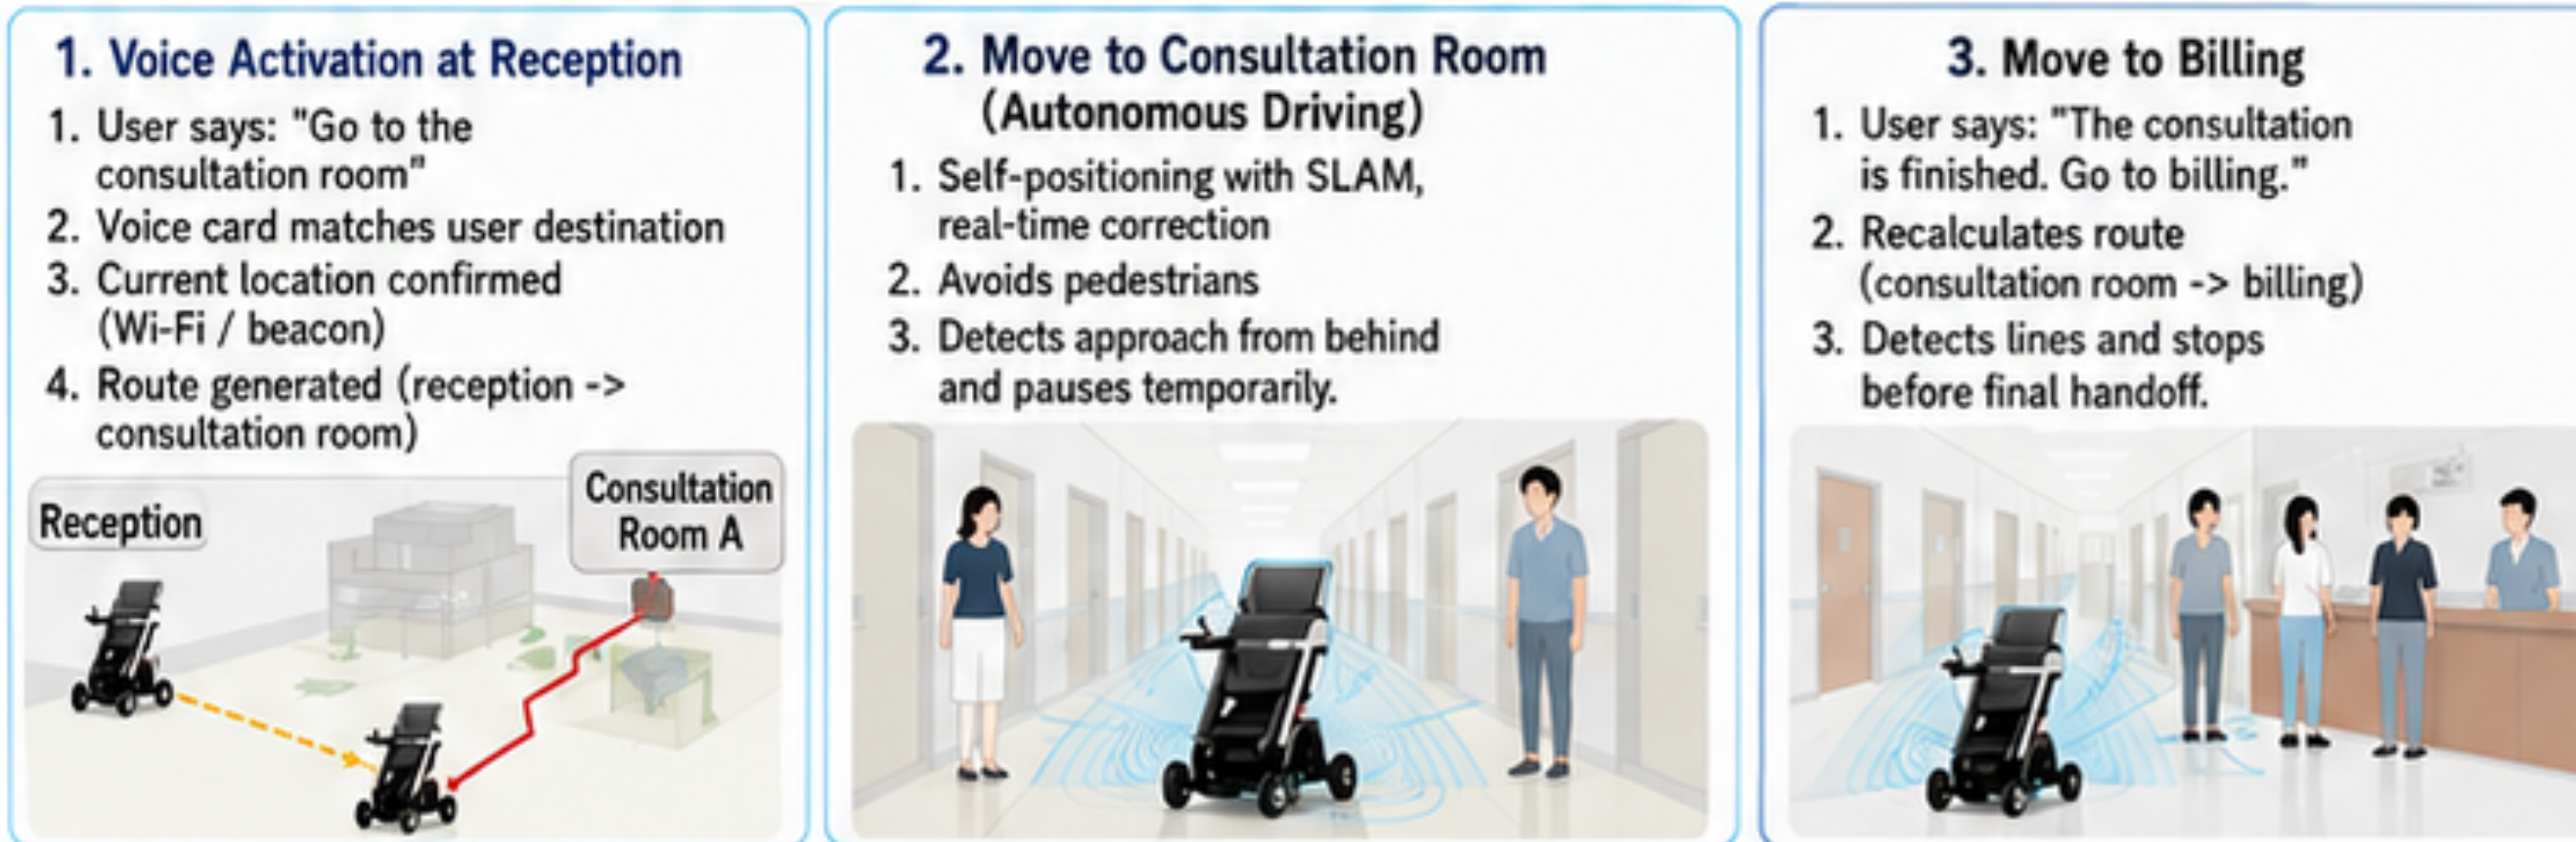 1. Voice Activation at Reception
1. User says: "Go to the
consultation room"
2. Voice card matches user destination
3. Current location confirmed
(Wi-Fi / beacon)
4. Route generated (reception ->
consultation room)
Reception
Consultation
Room A
2. Move to Consultation Room
(Autonomous Driving)
1. Self-positioning with SLAM,
real-time correction
2. Avoids pedestrians
3. Detects approach from behind
and pauses temporarily.
3. Move to Billing
1. User says: "The consultation
is finished. Go to billing."
2. Recalculates route
(consultation room -> billing)
3. Detects lines and stops
before final handoff.